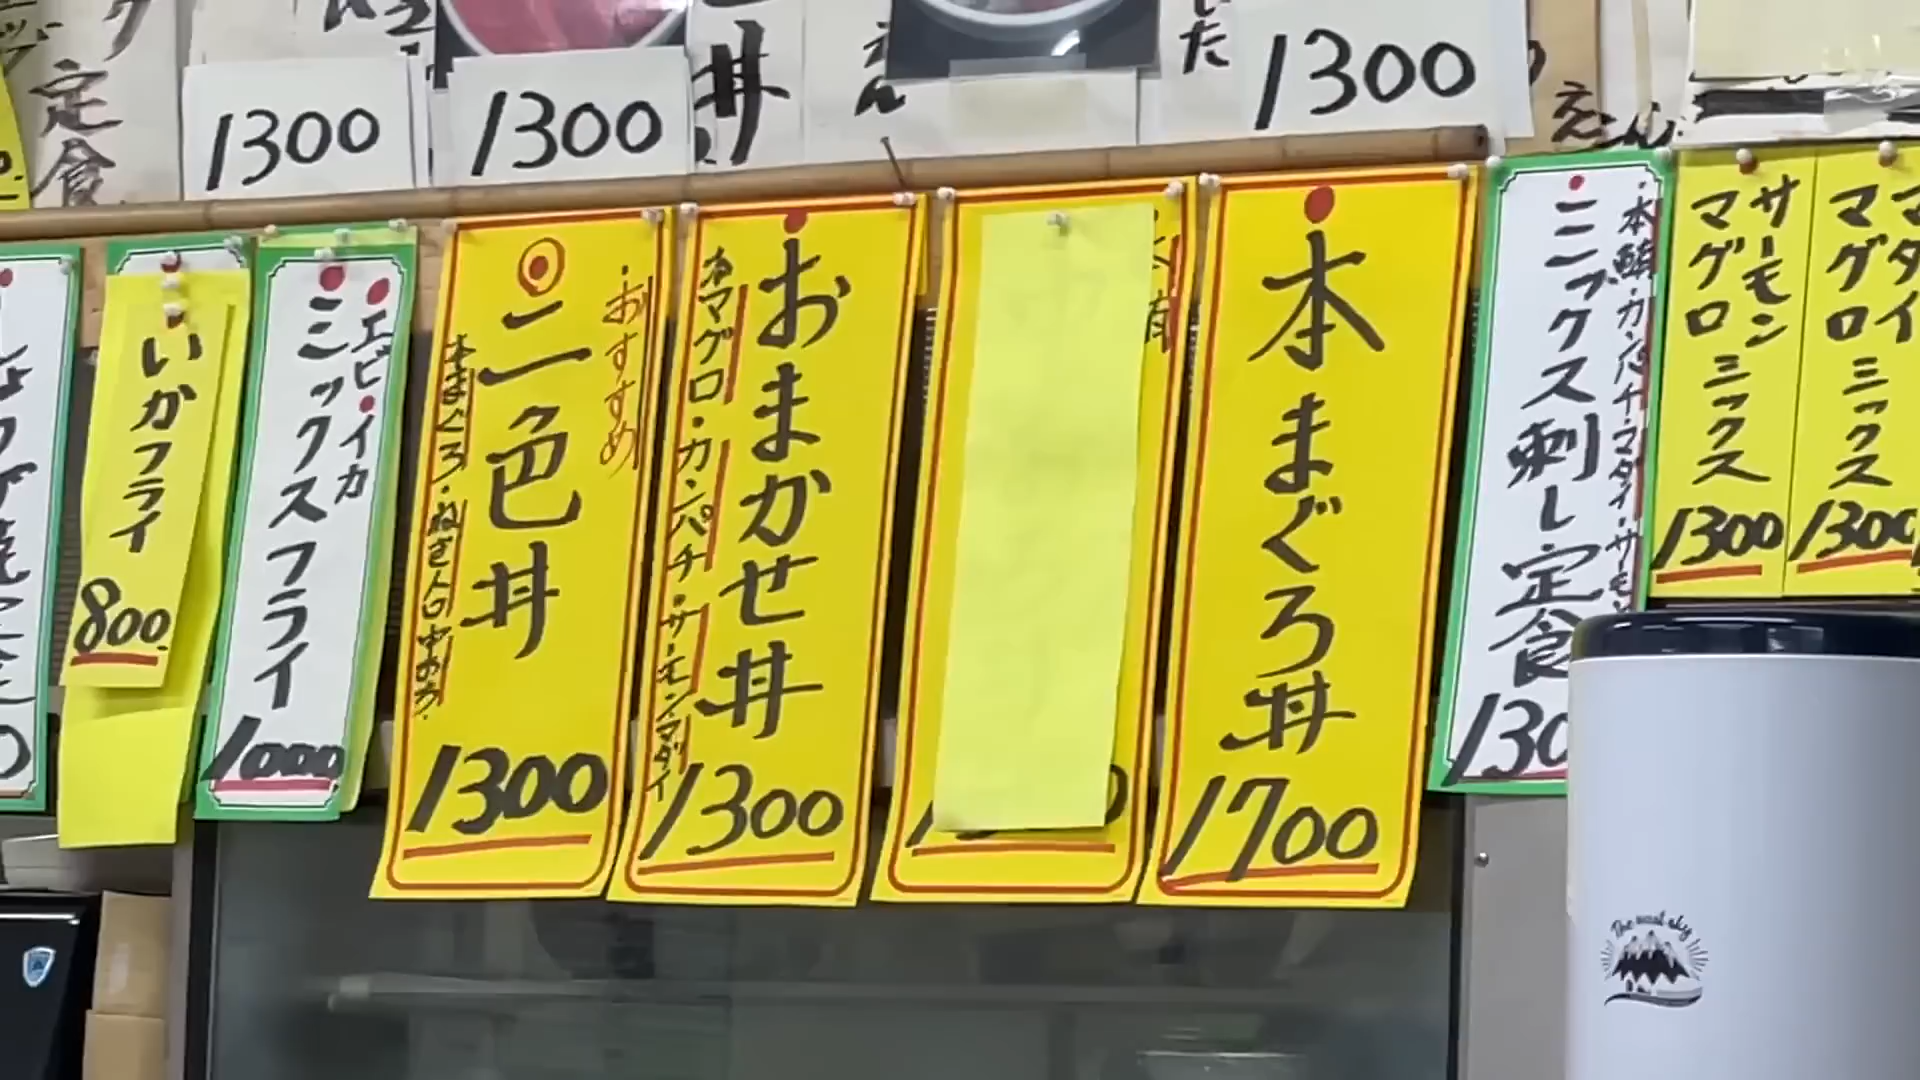 定食
1300
1300
丼
1300
いかフライ
800.
エビ・イカ
ミックスフライ
1000
・おすすめ
二色丼
本まぐろ・ねぎトロ中おち.
1300
おまかせ丼
本マグロ・カンパチ・サーモン・マダイ
1300
本まぐろ丼
1700
・本鮪・カンパチ・マダイ・サーモン
ミックス刺し定食
130
サーモン
マグロ ミックス
1300
マダイ
マグロ ミックス
1300